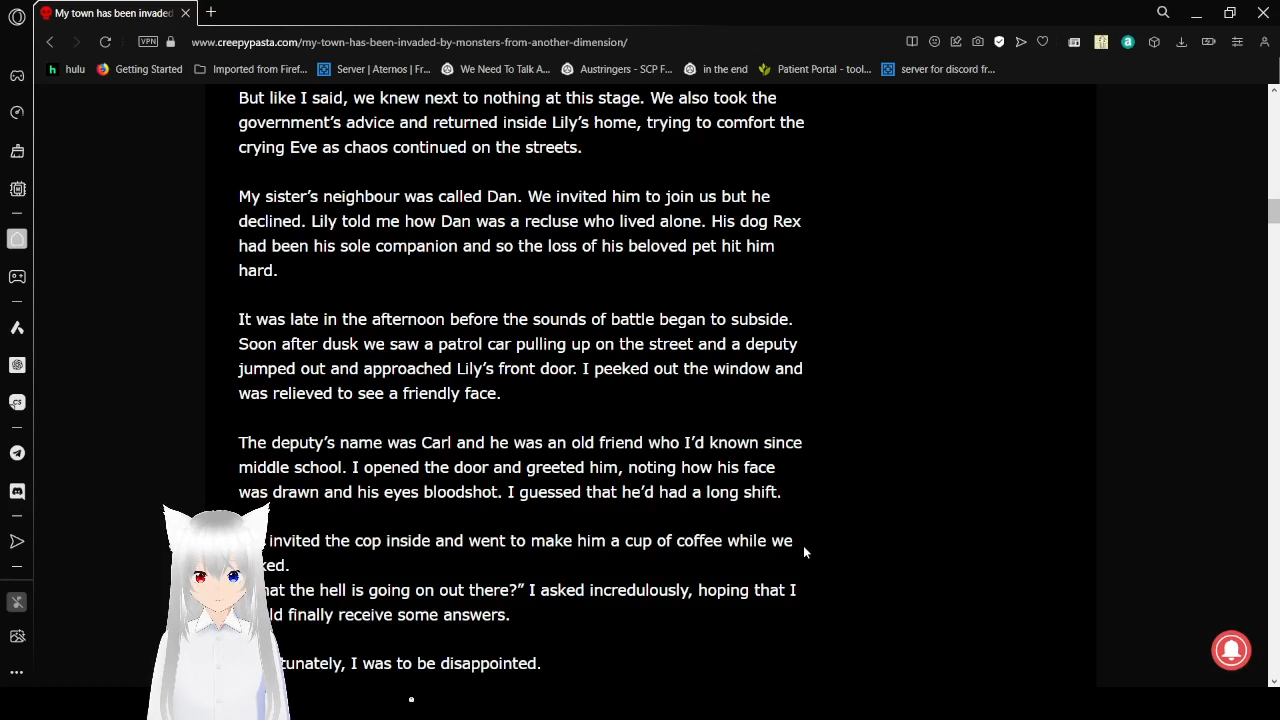 My town has been invaded
VPN
www.creepypasta.com/my-town-has-been-invaded-by-monsters-from-another-dimension/
h hulu Getting Started Imported from Firef... Server | Aternos | Fr... We Need To Talk A... Austringers - SCP F... in the end Patient Portal - tool... server for discord fr...
But like I said, we knew next to nothing at this stage. We also took the
government's advice and returned inside Lily's home, trying to comfort the
crying Eve as chaos continued on the streets.
My sister's neighbour was called Dan. We invited him to join us but he
declined. Lily told me how Dan was a recluse who lived alone. His dog Rex
had been his sole companion and so the loss of his beloved pet hit him
hard.
It was late in the afternoon before the sounds of battle began to subside.
Soon after dusk we saw a patrol car pulling up on the street and a deputy
jumped out and approached Lily's front door. I peeked out the window and
was relieved to see a friendly face.
The deputy's name was Carl and he was an old friend who I'd known since
middle school. I opened the door and greeted him, noting how his face
was drawn and his eyes bloodshot. I guessed that he'd had a long shift.
invited the cop inside and went to make him a cup of coffee while we
ked.
hat the hell is going on out there?” I asked incredulously, hoping that I
ld finally receive some answers.
tunately, I was to be disappointed.